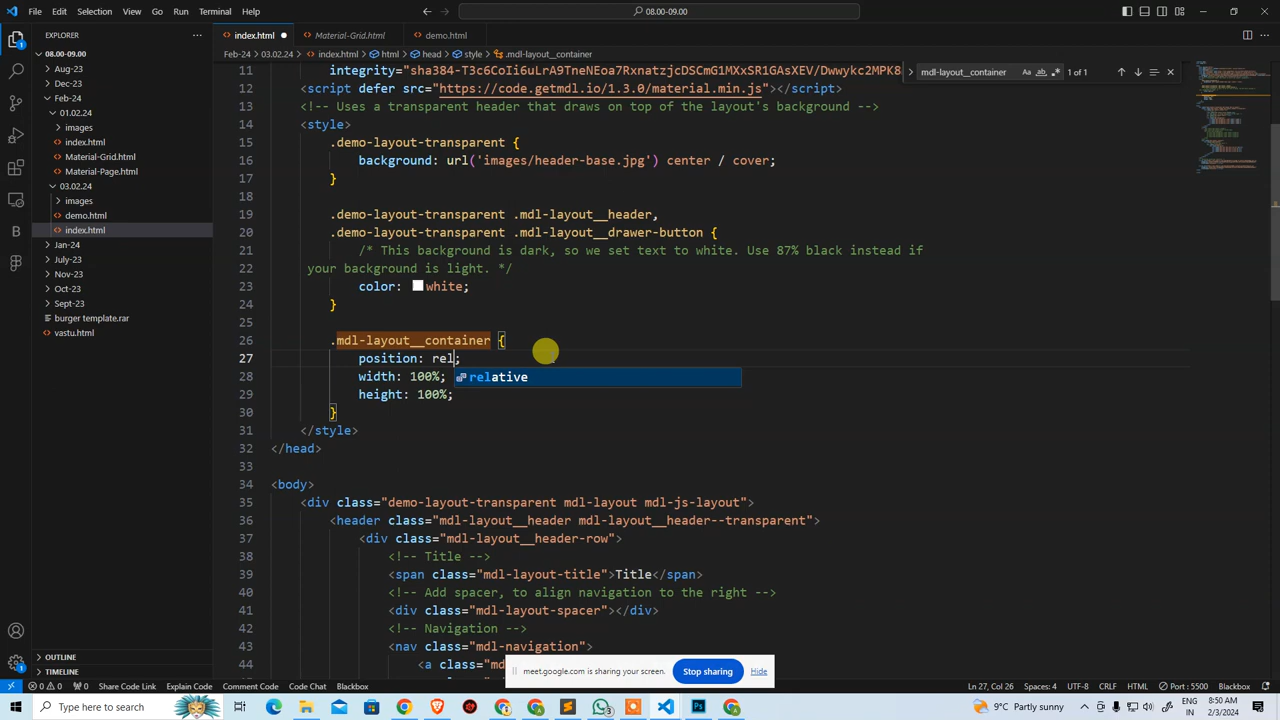 File Edit Selection View Go Run Terminal Help
08.00-09.00
EXPLORER
index.html
Material-Grid.html
demo.html
08.00-09.00
Feb-24 > 03.02.24 > index.html > html > head > style > .mdl-layout__container
Aug-23
Dec-23
Feb-24
01.02.24
images
index.html
Material-Grid.html
Material-Page.html
03.02.24
images
demo.html
index.html
Jan-24
July-23
Nov-23
Oct-23
Sept-23
burger template.rar
vastu.html
OUTLINE
TIMELINE
mdl-layout__container
Aa ab 1 of 1
11 integrity="sha384-T3c6CoIi6uLrA9TneNEoa7RxnatzjcDSCmG1MXxSR1GAsXEV/Dwwykc2MPK8
12 <script defer src="https://code.getmdl.io/1.3.0/material.min.js"></script>
13 <!-- Uses a transparent header that draws on top of the layout's background -->
14 <style>
15 .demo-layout-transparent {
16 background: url('images/header-base.jpg') center / cover;
17 }
18
19 .demo-layout-transparent .mdl-layout__header,
20 .demo-layout-transparent .mdl-layout__drawer-button {
21 /* This background is dark, so we set text to white. Use 87% black instead if
22 your background is light. */
23 color: white;
24 }
25
26 .mdl-layout__container {
27 position: rel;
28 width: 100%;
relative
29 height: 100%;
30 }
31 </style>
32 </head>
33
34 <body>
35 <div class="demo-layout-transparent mdl-layout mdl-js-layout">
36 <header class="mdl-layout__header mdl-layout__header--transparent">
37 <div class="mdl-layout__header-row">
38 <!-- Title -->
39 <span class="mdl-layout-title">Title</span>
40 <!-- Add spacer, to align navigation to the right -->
41 <div class="mdl-layout-spacer"></div>
42 <!-- Navigation -->
43 <nav class="mdl-navigation">
44 <a class="md
meet.google.com is sharing your screen. Stop sharing Hide
0 0 0 Share Code Link Explain Code Comment Code Code Chat Blackbox
Ln 27, Col 26 Spaces: 4 UTF-8 CRLF HTML Port : 5500 Blackbox
Type here to search
3
9°C Partly sunny
ENG
IN
8:50 AM
2/3/2024